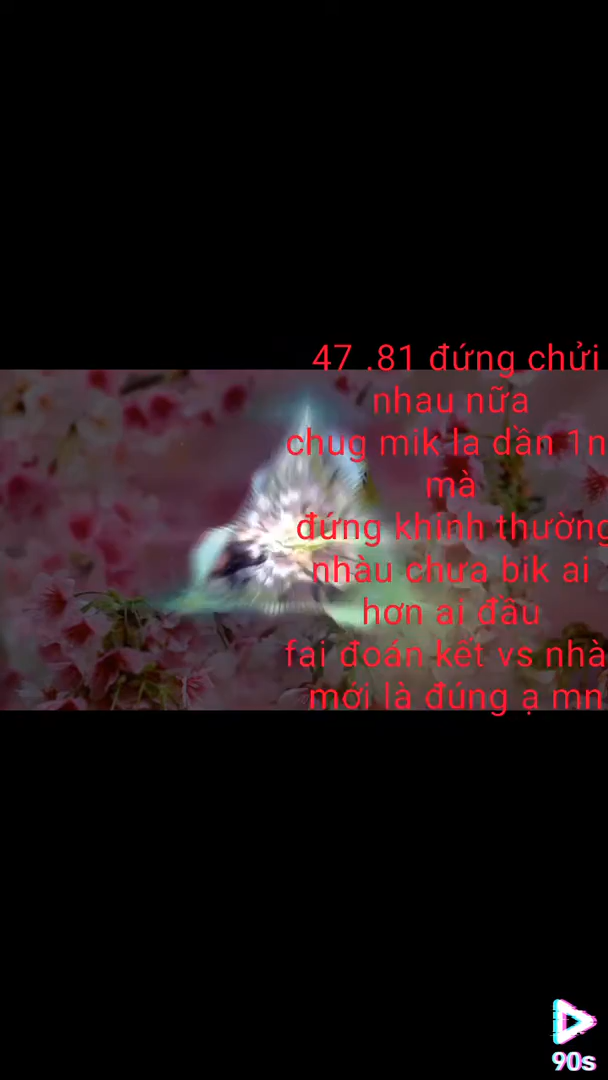 47 .81 đứng chửi
nhau nữa
chug mik la dần 1n
mà
đứng khinh thường
nhàu chưa bik ai
hơn ai đầu
fai đoán kết vs nhà
mới là đúng ạ mn
90s